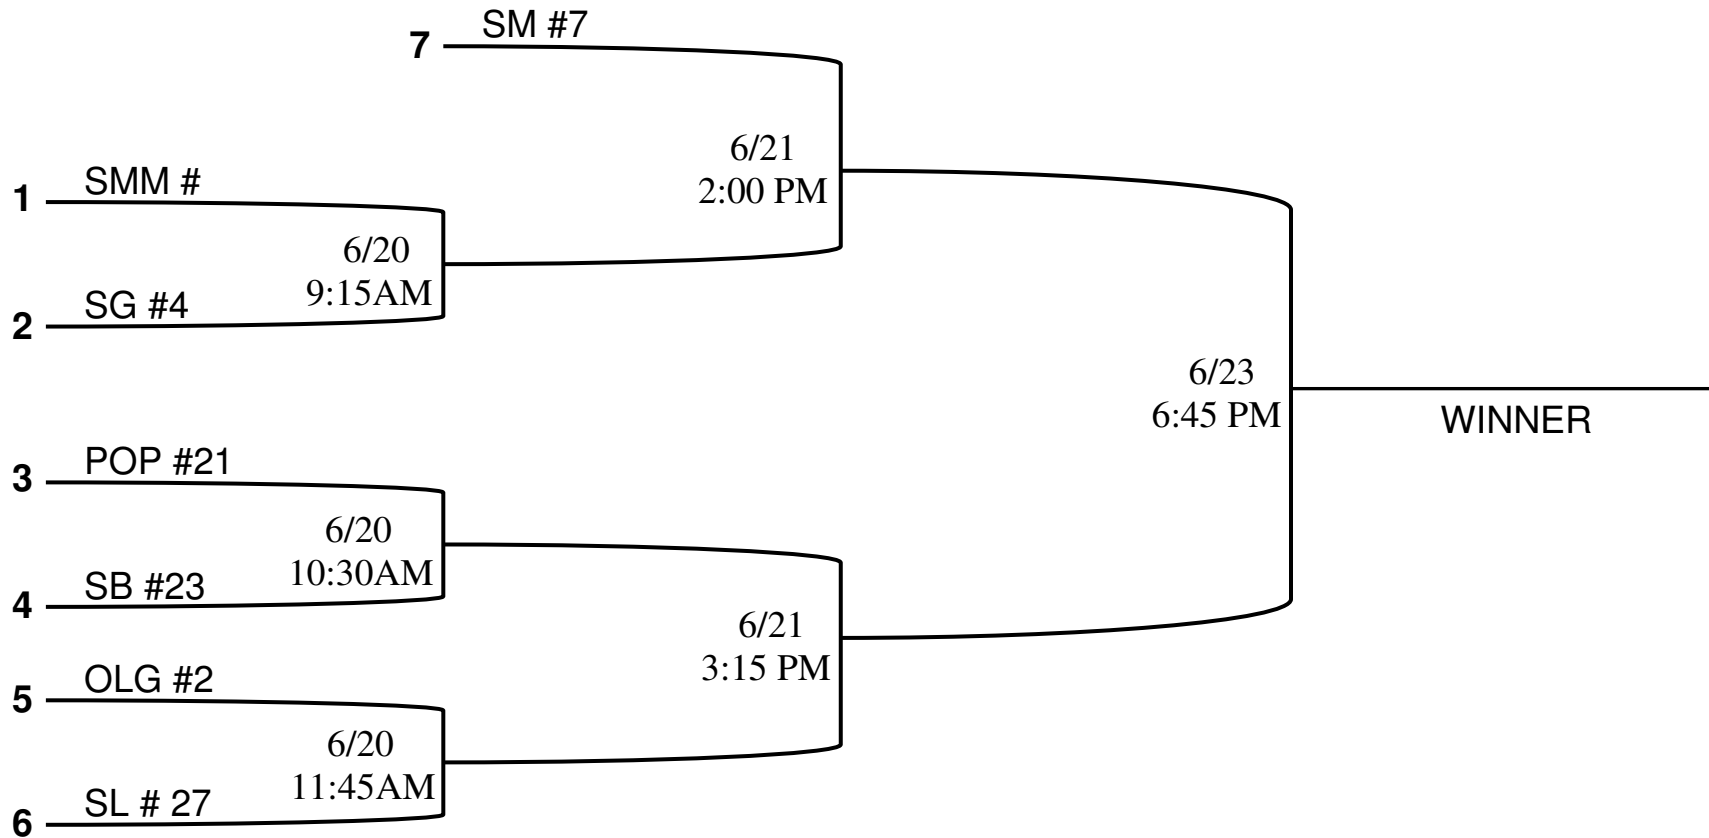 7 SM #7
6/21
2:00 PM
1 SMM #
6/20
9:15AM
2 SG #4
6/23
6:45 PM
WINNER
3 POP #21
6/20
10:30AM
4 SB #23
6/21
3:15 PM
5 OLG #2
6/20
11:45AM
6 SL # 27